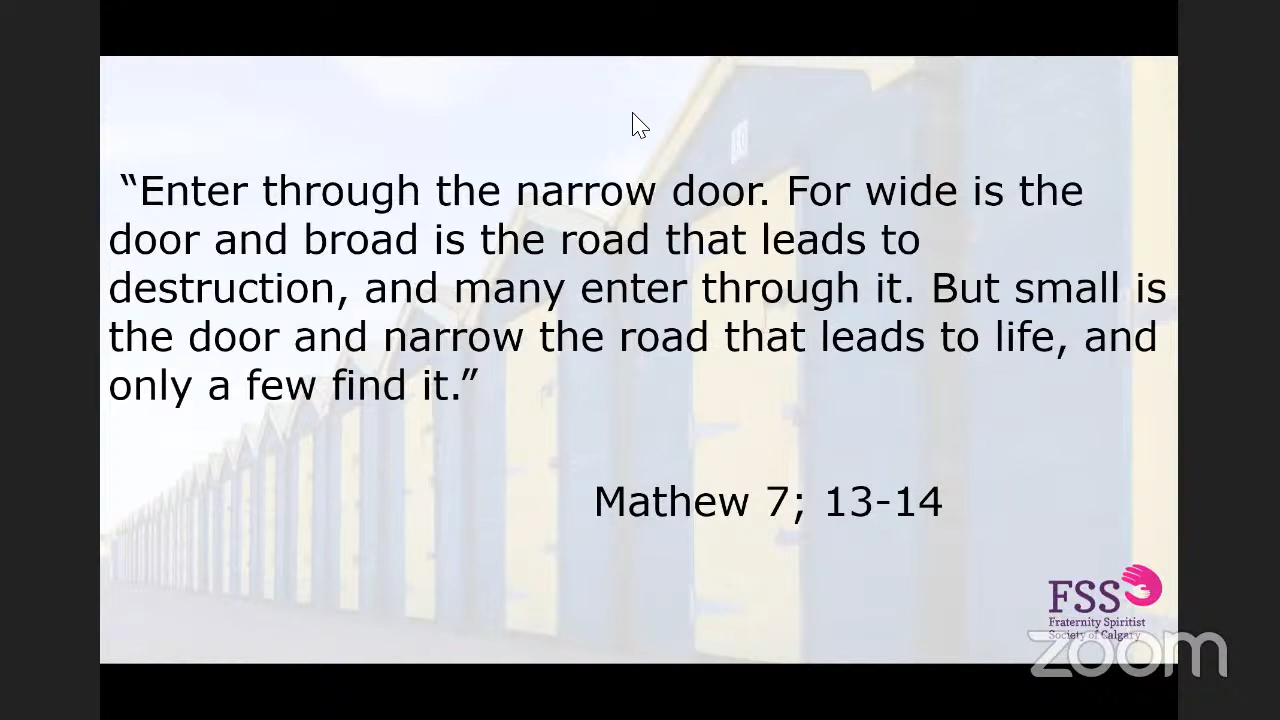 “Enter through the narrow door. For wide is the
door and broad is the road that leads to
destruction, and many enter through it. But small is
the door and narrow the road that leads to life, and
only a few find it.”
Mathew 7; 13-14
FSS
Fraternity Spiritist
Society of Calgary
zoom